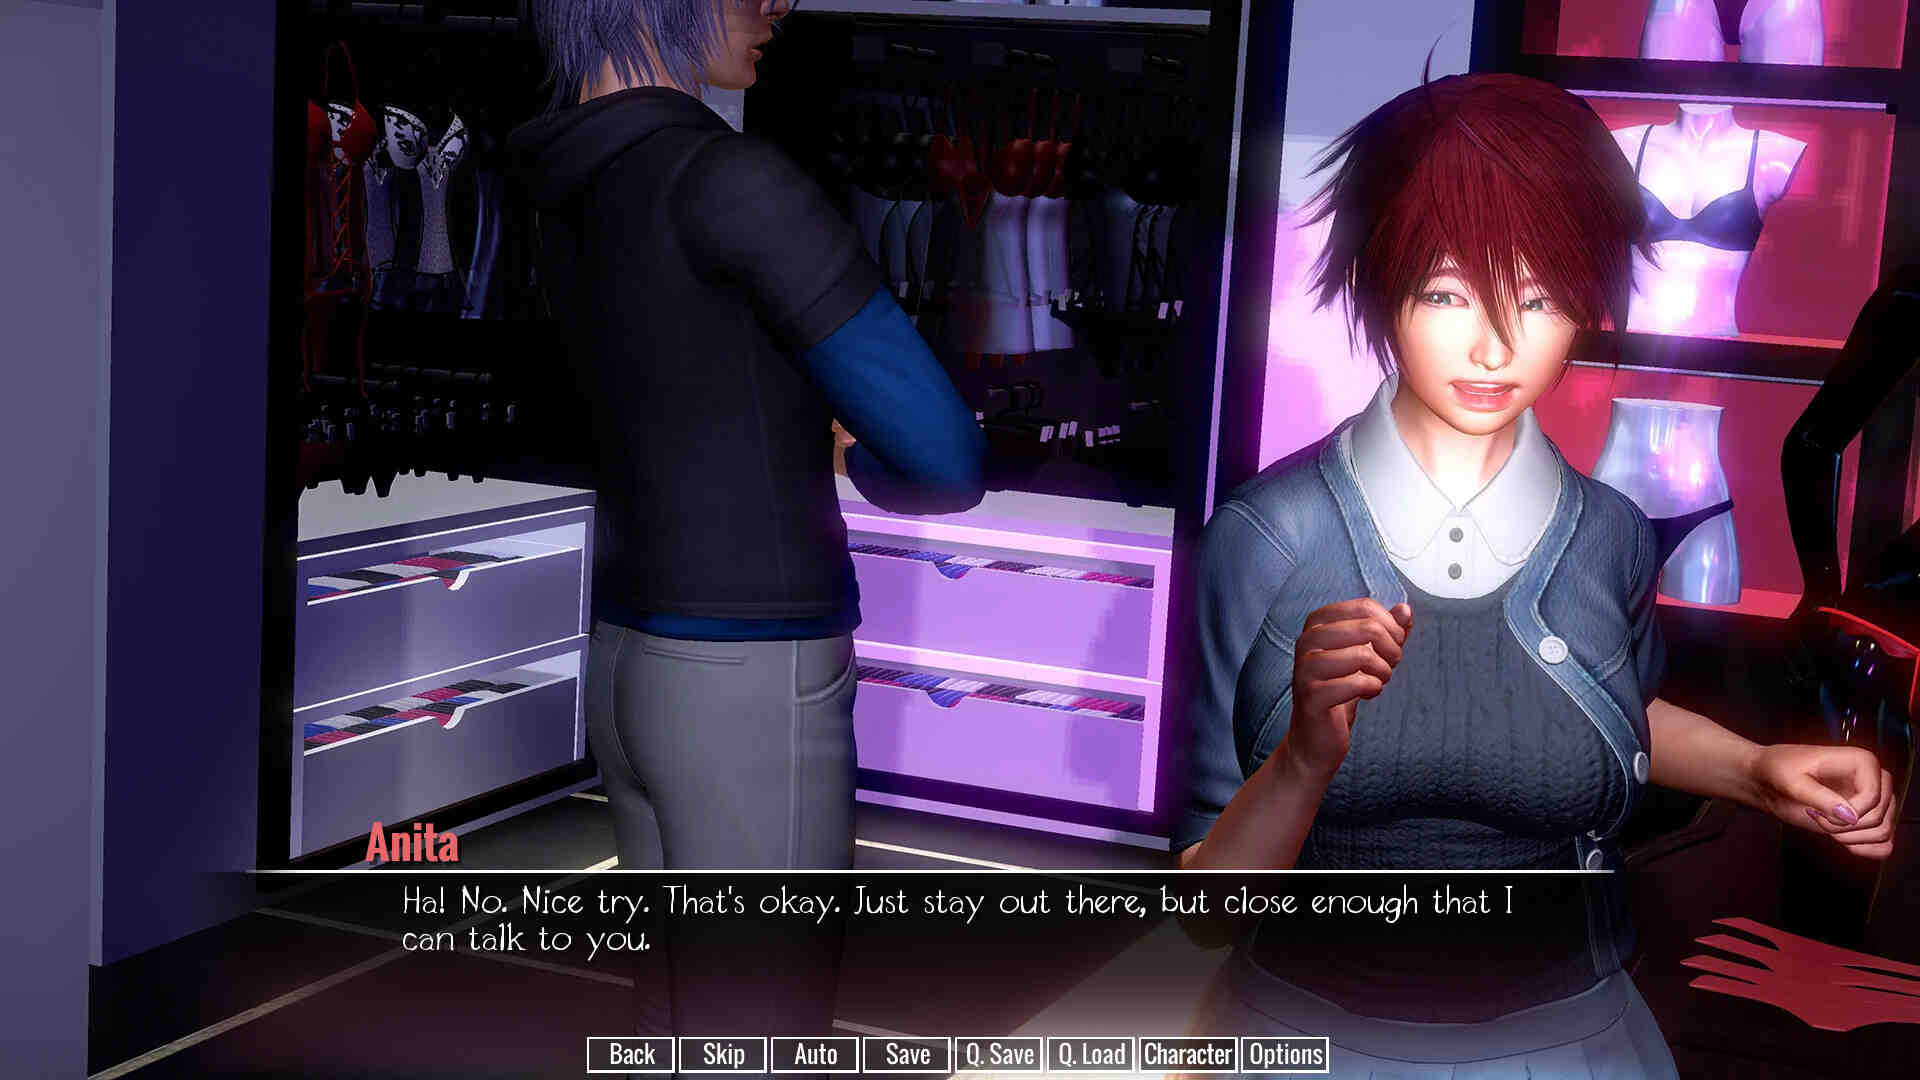 Anita
Ha! No. Nice try. That's okay. Just stay out there, but close enough that I
can talk to you.
Back Skip Auto Save Q. Save Q. Load Character Options